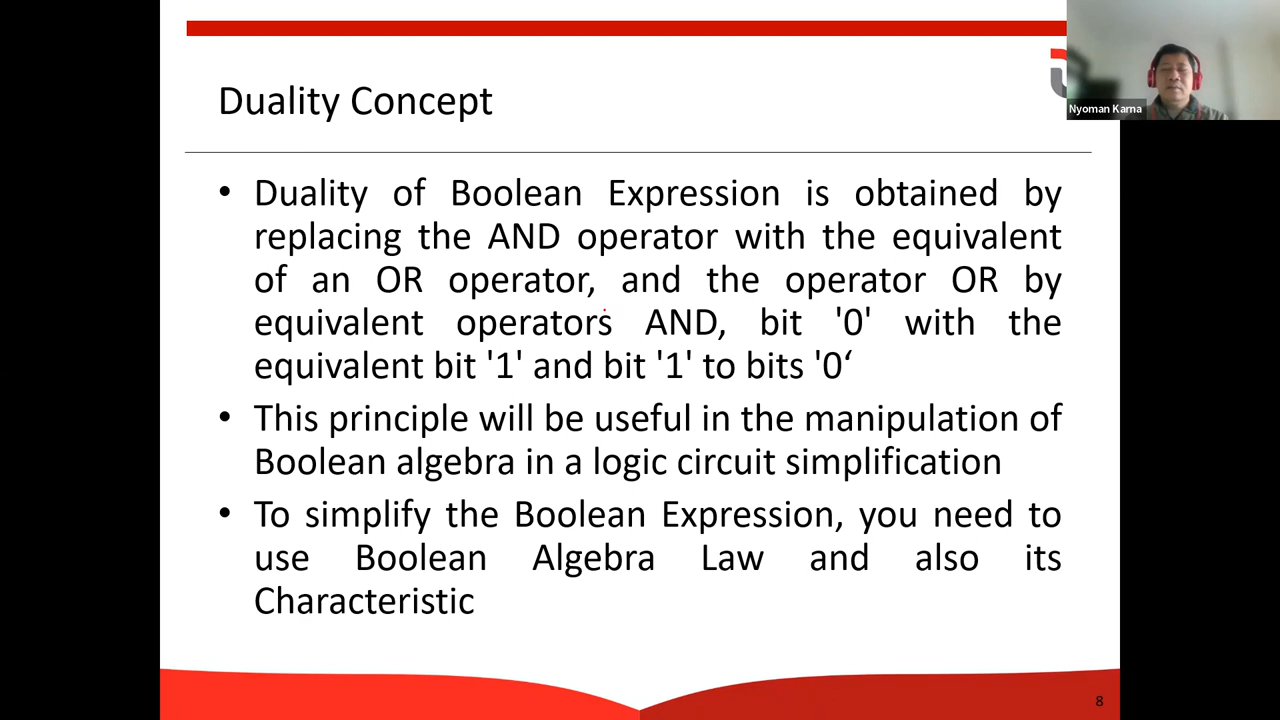 Nyoman Karna
Duality Concept
• Duality of Boolean Expression is obtained by
replacing the AND operator with the equivalent
of an OR operator, and the operator OR by
equivalent operators AND, bit '0' with the
equivalent bit '1' and bit '1' to bits '0‘
• This principle will be useful in the manipulation of
Boolean algebra in a logic circuit simplification
• To simplify the Boolean Expression, you need to
use Boolean Algebra Law and also its
Characteristic
8